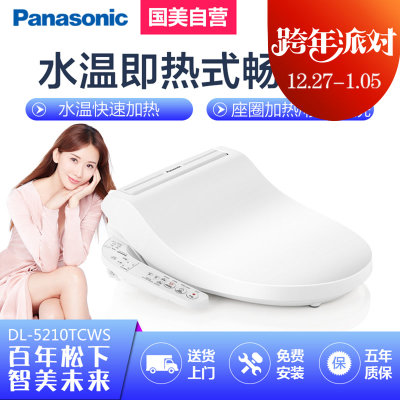 Panasonic
国美自营
跨年派对
12.27-1.05
水温即热式畅
水温快速加热
座圈加热
Panasonic
DL-5210TCWS
百年松下
智美未来
送货
上门
免费
安装
五年
质保